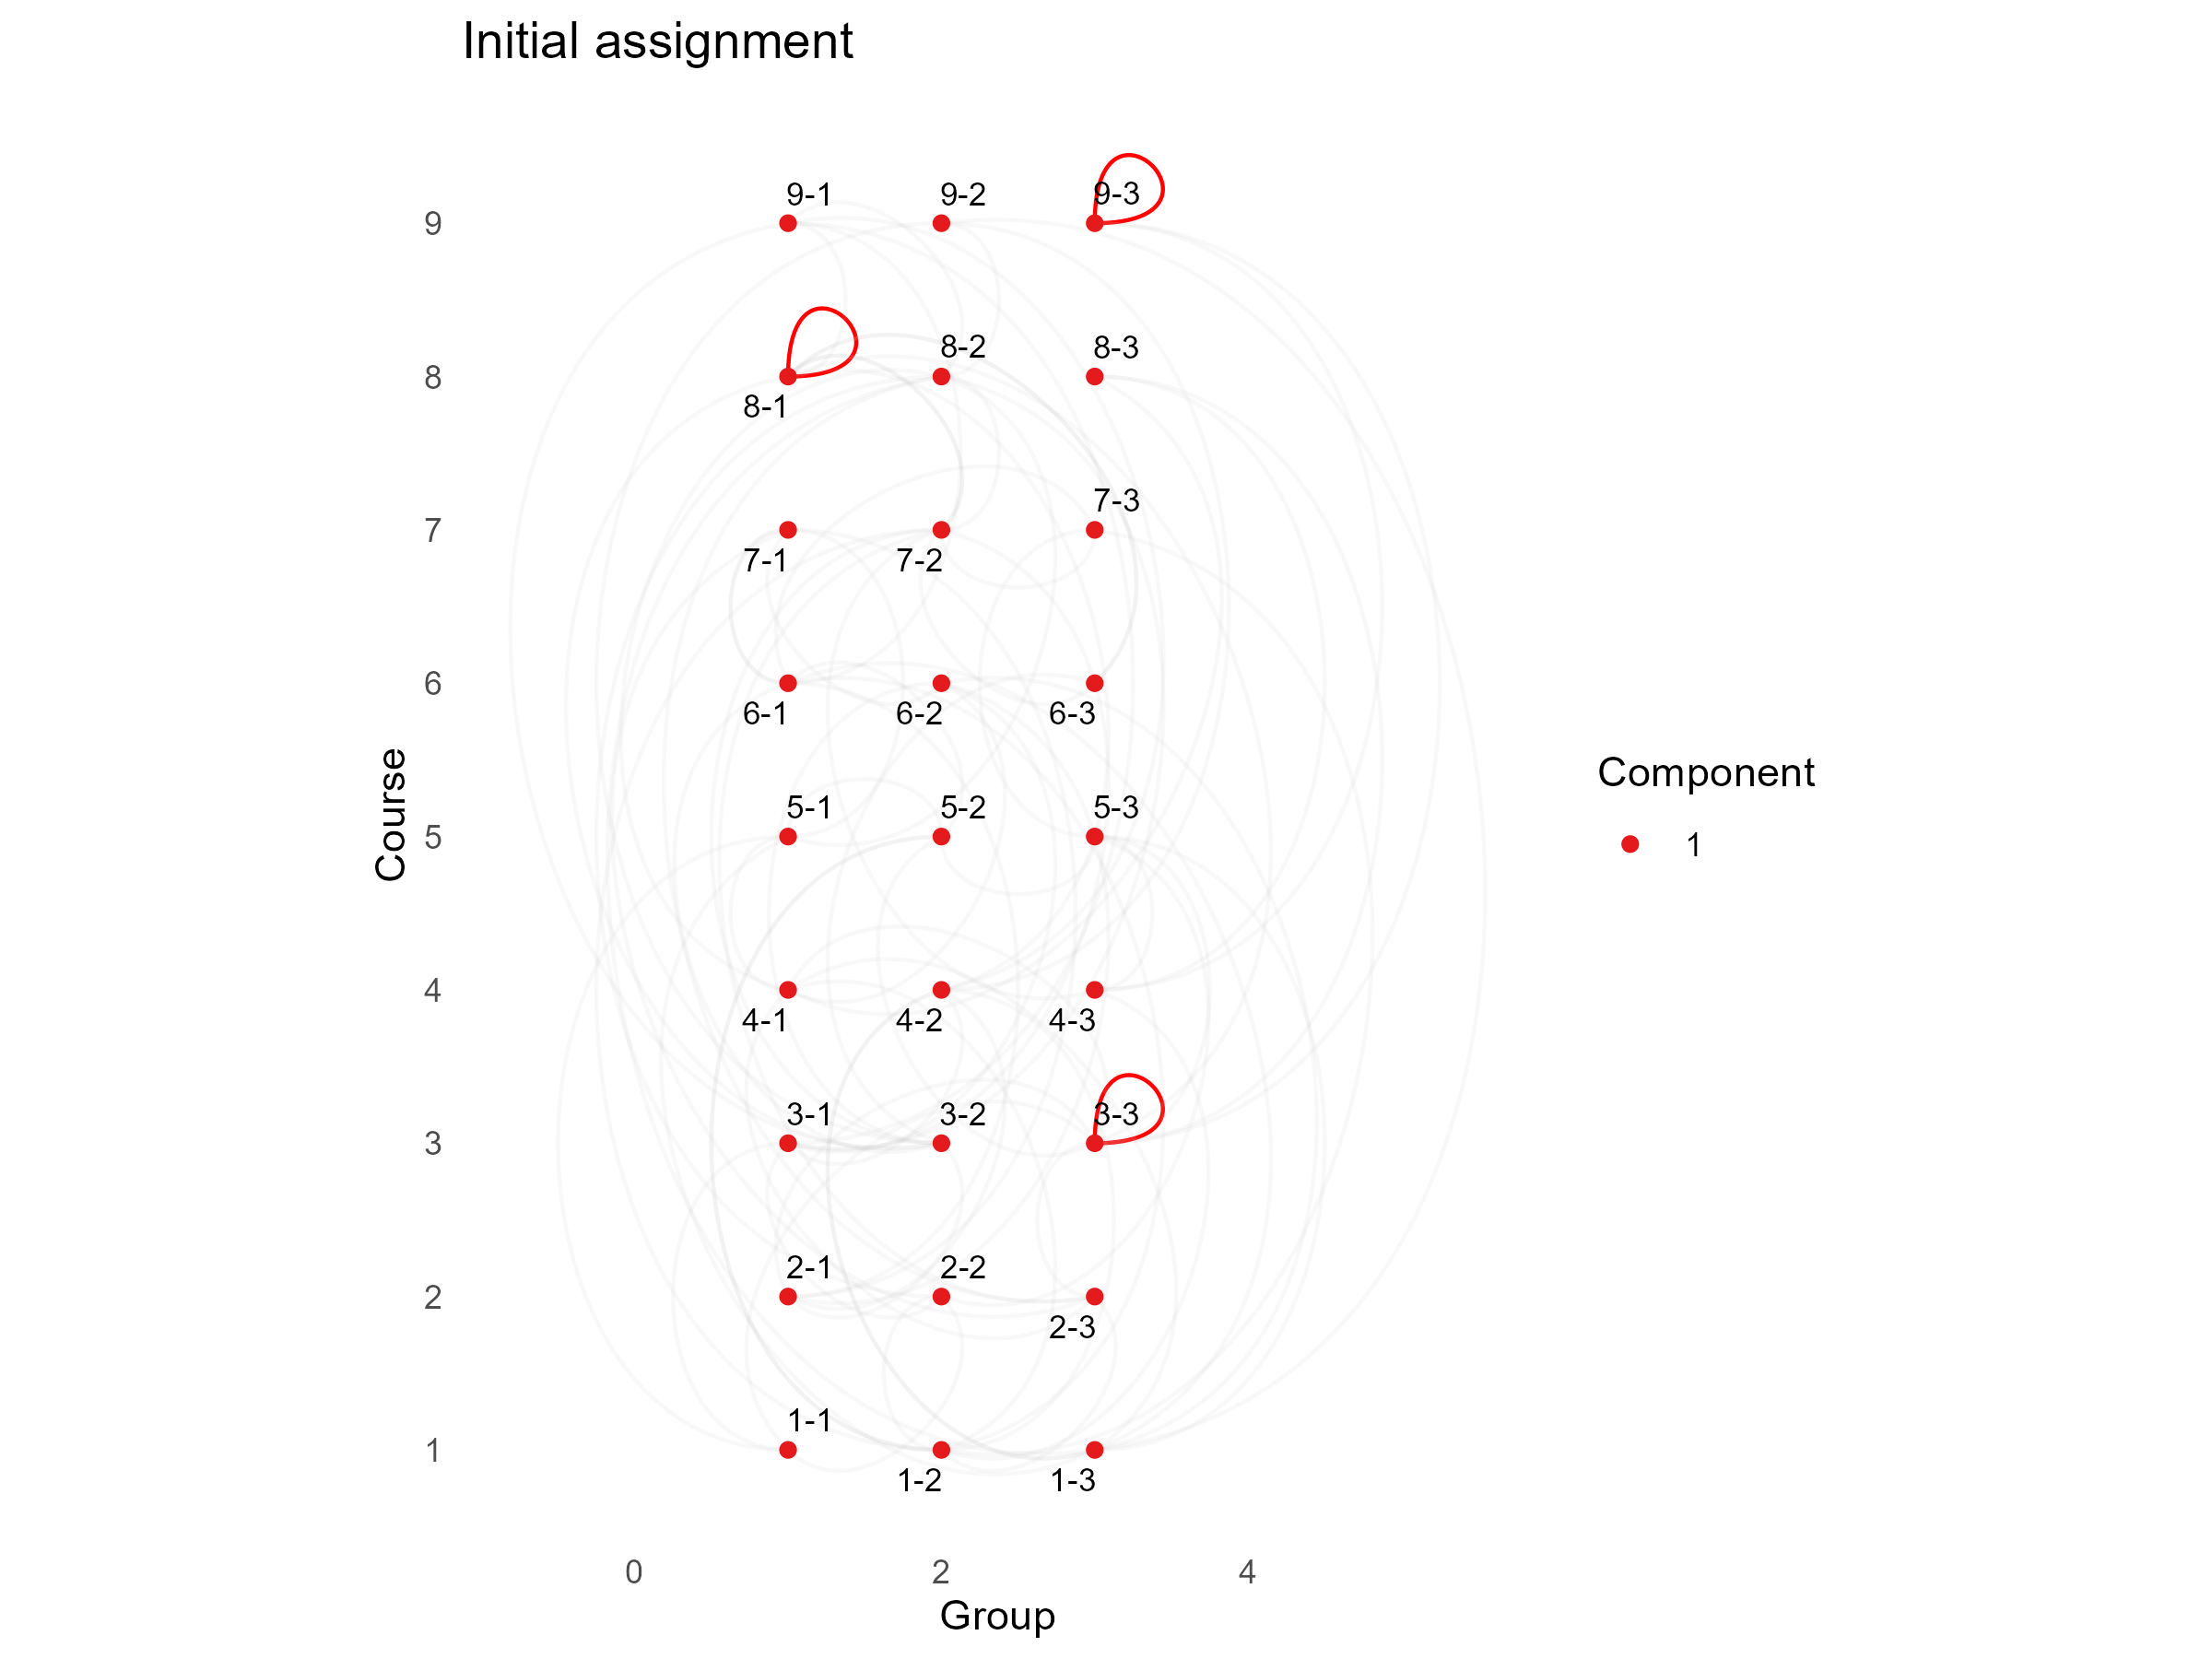 Initial assignment
9-1 9-2 9-3
9
8-2 8-3
8
8-1
7-3
7
7-1 7-2
6
6-1 6-2 6-3
5-1 5-2 5-3
Component
5
1
Course
4
4-1 4-2 4-3
3-1 3-2 3-3
3
2-1 2-2
2
2-3
1-1
1
1-2 1-3
0 2 4
Group